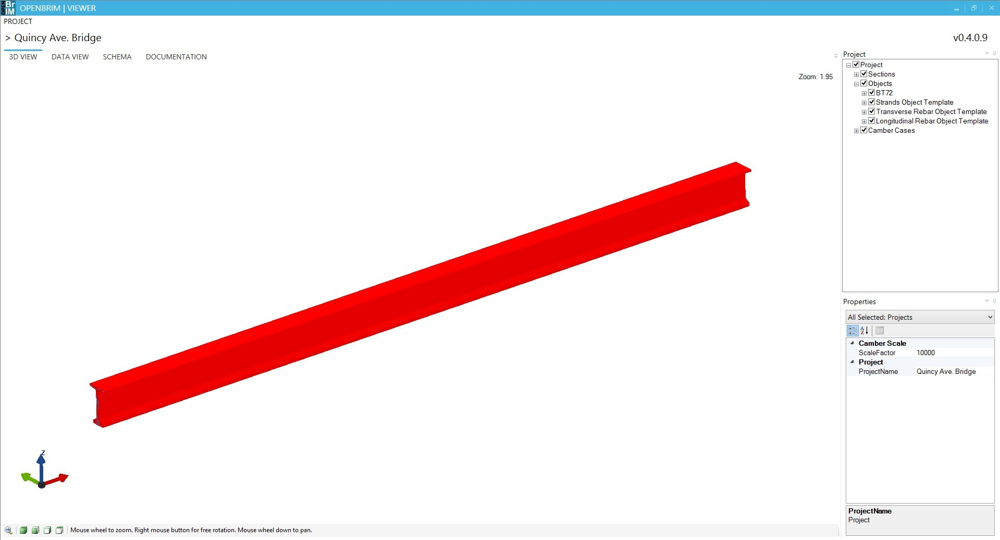 OPEN BrIM OPENBRIM | VIEWER
PROJECT
> Quincy Ave. Bridge
v0.4.0.9
3D VIEW DATA VIEW SCHEMA DOCUMENTATION
Zoom: 1.95
Project
Project
Sections
Objects
BT72
Strands Object Template
Transverse Rebar Object Template
Longitudinal Rebar Object Template
Camber Cases
Properties
All Selected: Projects
Camber Scale
ScaleFactor 10000
Project
ProjectName Quincy Ave. Bridge
ProjectName
Project
Z
Mouse wheel to zoom. Right mouse button for free rotation. Mouse wheel down to pan.